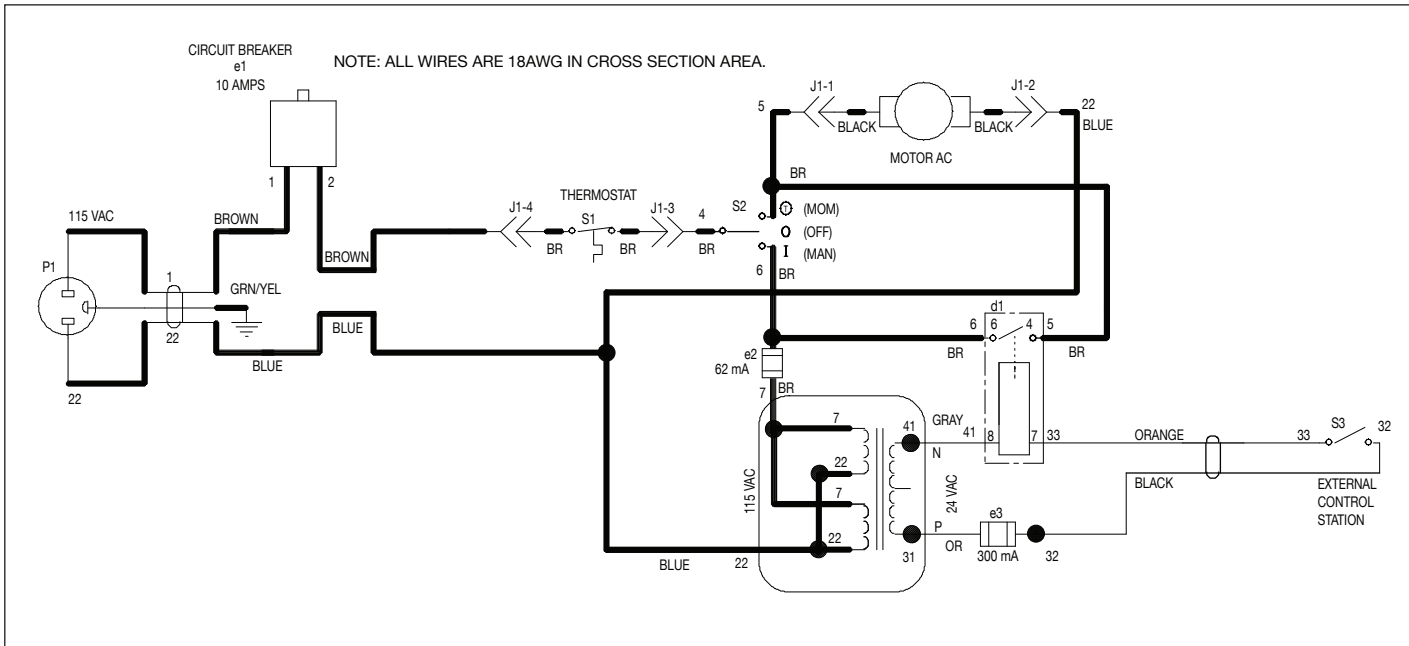 CIRCUIT BREAKER
e1
10 AMPS
NOTE: ALL WIRES ARE 18AWG IN CROSS SECTION AREA.
J1-1
J1-2
5
22
BLACK
BLACK
BLUE
MOTOR AC
1
2
BR
THERMOSTAT
S2
T (MOM)
O (OFF)
I (MAN)
115 VAC
BROWN
J1-4
S1
J1-3
4
BR
BR
BR
BROWN
6
BR
P1
1
GRN/YEL
22
BLUE
BLUE
22
d1
6
6
4
5
BR
BR
e2
62 mA
7
BR
7
41
GRAY
41
8
7
33
ORANGE
33
S3
32
N
22
115 VAC
7
24 VAC
BLACK
EXTERNAL
CONTROL
STATION
22
P
e3
BLUE
22
31
OR
300 mA
32